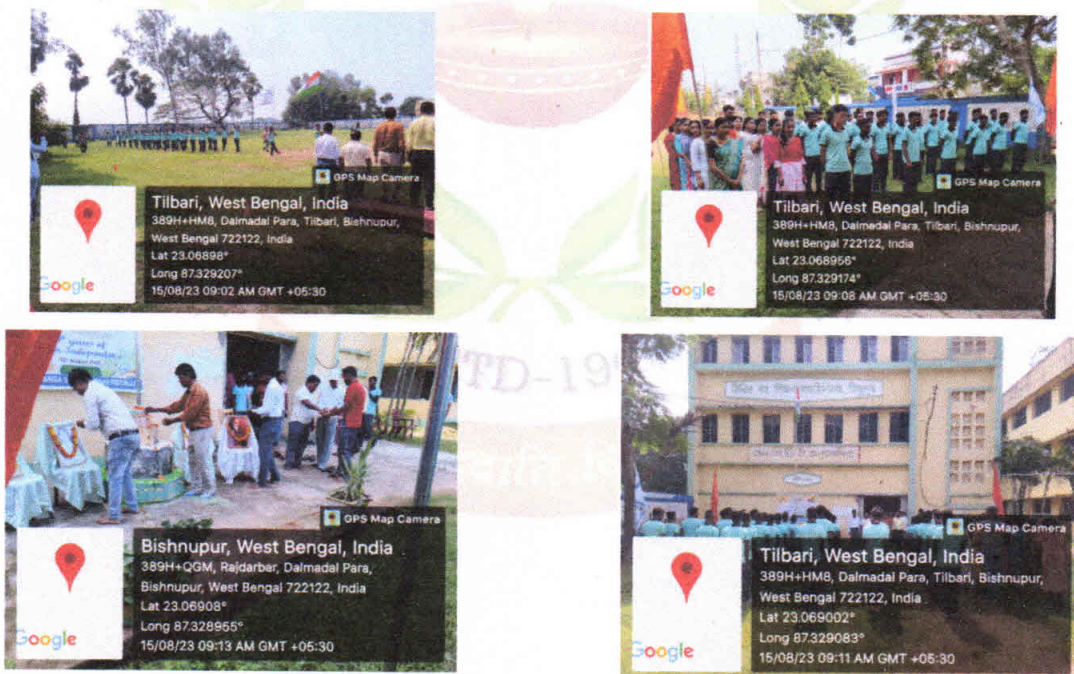 GPS Map Camera
Tilbari, West Bengal, India
389H+HM8, Dalmadal Para, Tilbari, Bishnupur,
West Bengal 722122, India
Lat 23.06898°
Long 87.329207°
15/08/23 09:02 AM GMT +05:30
Google
GPS Map Camera
Tilbari, West Bengal, India
389H+HM8, Dalmadal Para, Tilbari, Bishnupur,
West Bengal 722122, India
Lat 23.068956°
Long 87.329174°
15/08/23 09:08 AM GMT +05:30
Google
TD-19
GPS Map Camera
Bishnupur, West Bengal, India
389H+QGM, Rajdarbar, Dalmadal Para,
Bishnupur, West Bengal 722122, India
Lat 23.06908°
Long 87.328955°
15/08/23 09:13 AM GMT +05:30
Google
GPS Map Camera
Tilbari, West Bengal, India
389H+HM8, Dalmadal Para, Tilbari, Bishnupur,
West Bengal 722122, India
Lat 23.069002°
Long 87.329083°
15/08/23 09:11 AM GMT +05:30
Google